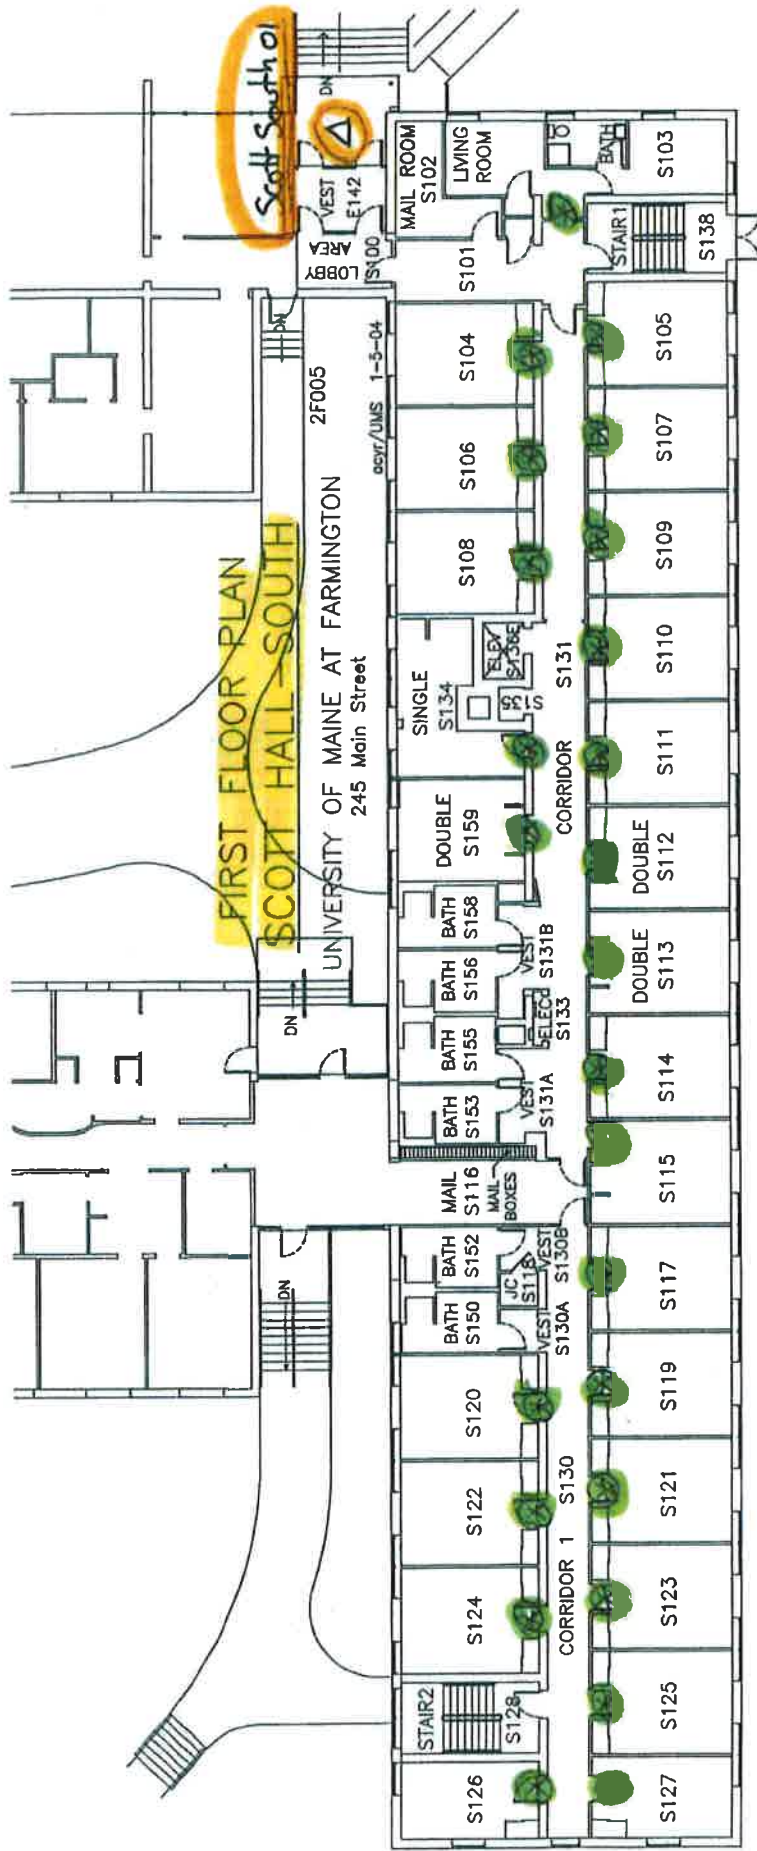 Scott South 01
FIRST FLOOR PLAN
SCOTT HALL-SOUTH
UNIVERSITY OF MAINE AT FARMINGTON
245 Main Street
2F005
acyr/UMS 1-5-04
DN
DN
DN
DN
VEST
E142
LOBBY
AREA
S100
MAIL ROOM
S102
LIVING
ROOM
BATH
S103
S101
STAIR1
S138
S126
STAIR2
S128
S124
S122
S120
BATH
S150
BATH
S152
JC
S118
VEST
S130A
VEST
S130B
MAIL
S116
MAIL
BOXES
BATH
S153
BATH
S155
BATH
S156
BATH
S158
VEST
S131A
ELEC
S133
VEST
S131B
DOUBLE
S159
SINGLE
S134
S135
ELEV
S136E
S108
S106
S104
CORRIDOR 1 S130
CORRIDOR S131
S127
S125
S123
S121
S119
S117
S115
S114
DOUBLE
S113
DOUBLE
S112
S111
S110
S109
S107
S105